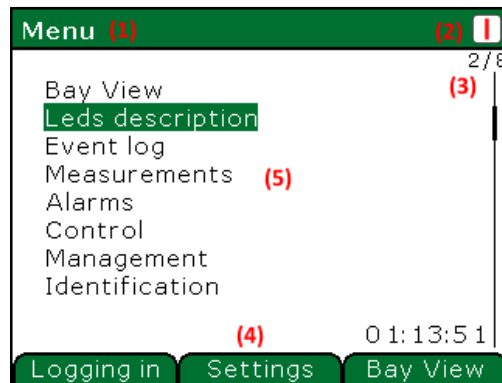 Menu (1) (2) I
2/8
(3)
Bay View
Leds description
Event log
Measurements (5)
Alarms
Control
Management
Identification
(4) 01:13:51
Logging in Settings Bay View